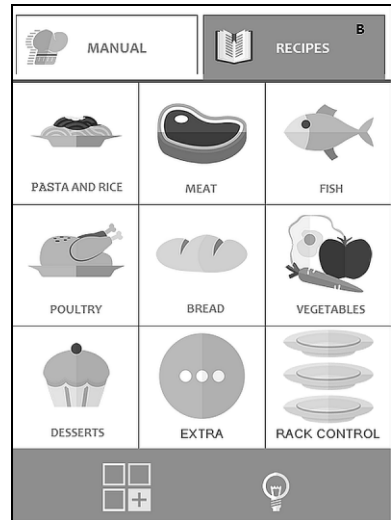 MANUAL
RECIPES
B
PASTA AND RICE
MEAT
FISH
POULTRY
BREAD
VEGETABLES
DESSERTS
EXTRA
RACK CONTROL